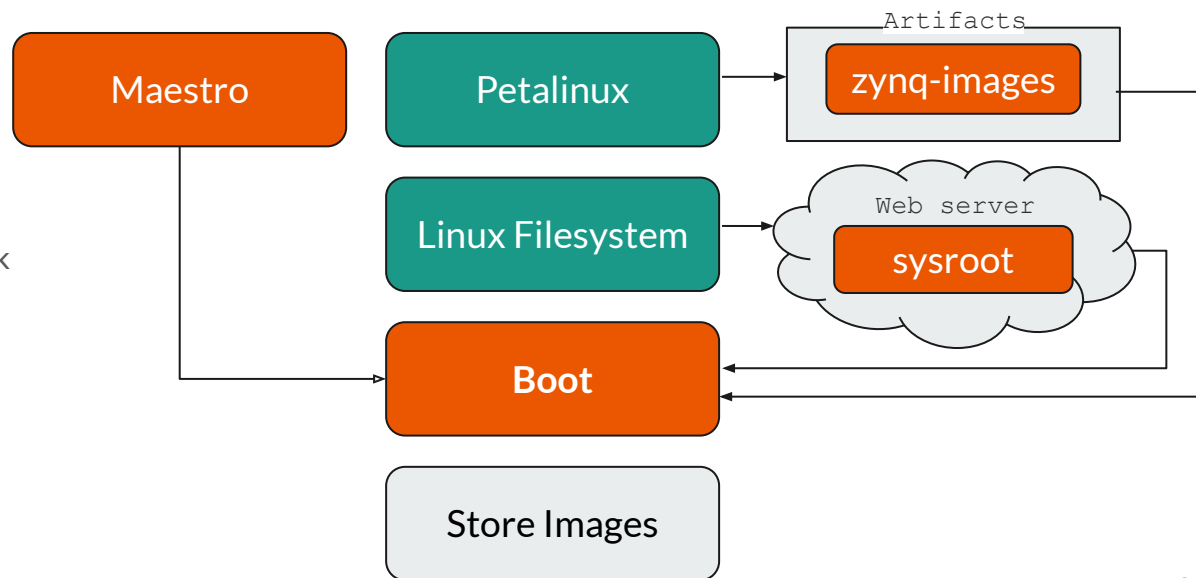 Artifacts
Maestro
Petalinux
zynq-images
Web server
Linux Filesystem
sysroot
k
Boot
Store Images